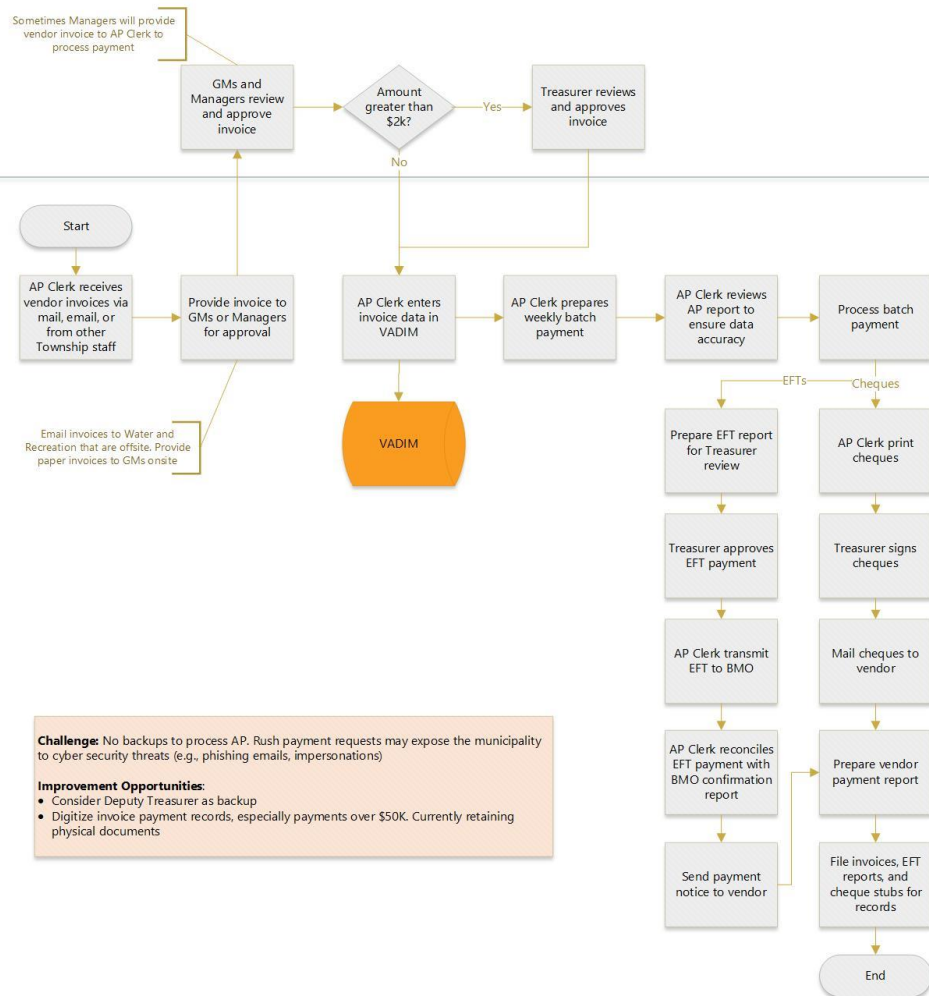 Sometimes Managers will provide
vendor invoice to AP Clerk to
process payment
GMs and
Managers review
and approve
invoice
Amount
greater than
$2k?
Yes
Treasurer reviews
and approves
invoice
No
Start
AP Clerk receives
vendor invoices via
mail, email, or
from other
Township staff
Provide invoice to
GMs or Managers
for approval
AP Clerk enters
invoice data in
VADIM
AP Clerk prepares
weekly batch
payment
AP Clerk reviews
AP report to
ensure data
accuracy
Process batch
payment
EFTs
Cheques
Email invoices to Water and
Recreation that are offsite. Provide
paper invoices to GMs onsite
VADIM
Prepare EFT report
for Treasurer
review
AP Clerk print
cheques
Treasurer approves
EFT payment
Treasurer signs
cheques
AP Clerk transmit
EFT to BMO
Mail cheques to
vendor
Challenge: No backups to process AP. Rush payment requests may expose the municipality
to cyber security threats (e.g., phishing emails, impersonations)
Improvement Opportunities:
• Consider Deputy Treasurer as backup
• Digitize invoice payment records, especially payments over $50K. Currently retaining
physical documents
AP Clerk reconciles
EFT payment with
BMO confirmation
report
Prepare vendor
payment report
Send payment
notice to vendor
File invoices, EFT
reports, and
cheque stubs for
records
End